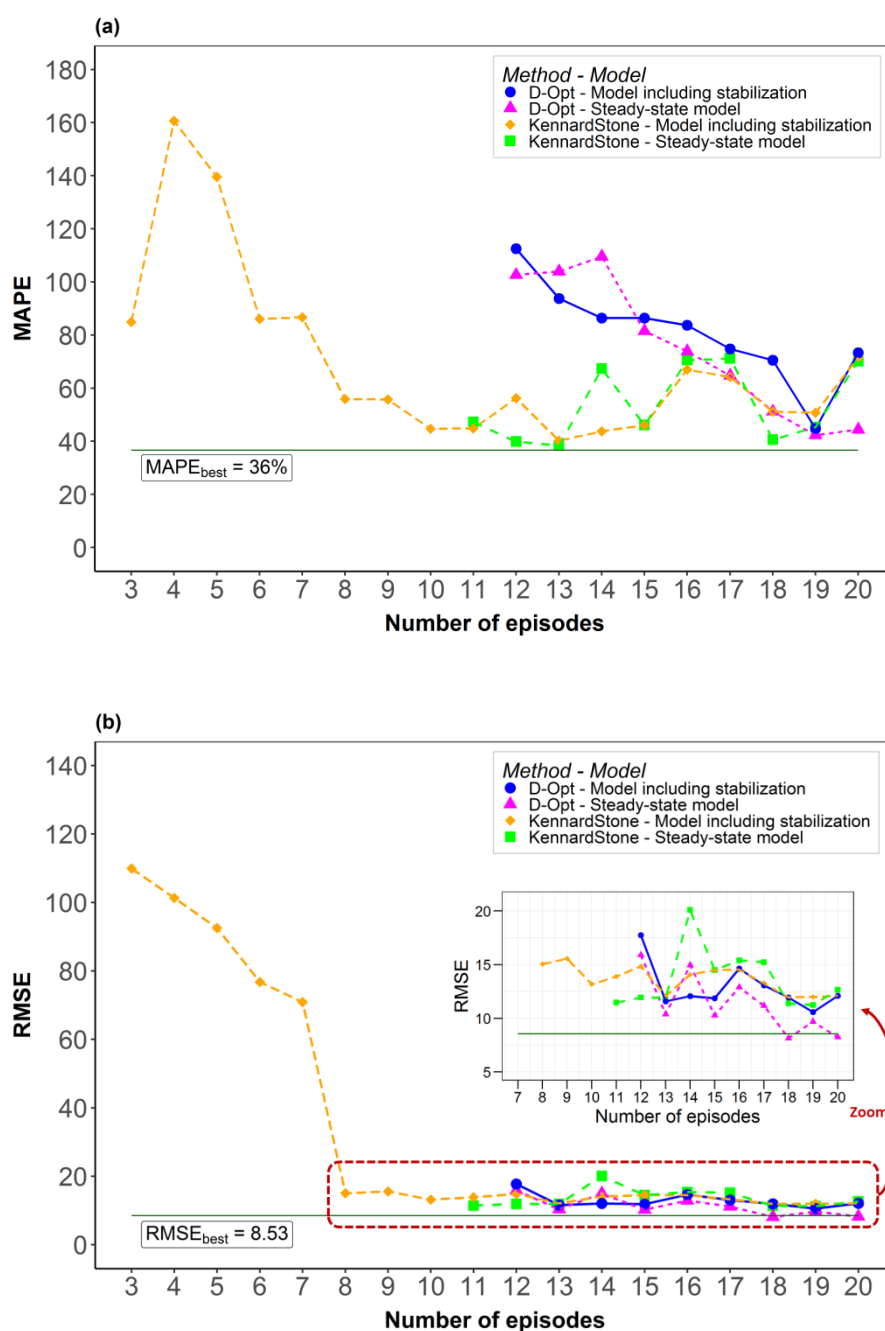 (a)
180
160
140
120
100
80
60
40
20
0
MAPE
Method - Model
D-Opt - Model including stabilization
D-Opt - Steady-state model
KennardStone - Model including stabilization
KennardStone - Steady-state model
MAPEbest = 36%
3 4 5 6 7 8 9 10 11 12 13 14 15 16 17 18 19 20
Number of episodes
(b)
140
120
100
80
60
40
20
0
RMSE
Method - Model
D-Opt - Model including stabilization
D-Opt - Steady-state model
KennardStone - Model including stabilization
KennardStone - Steady-state model
20
15
10
5
RMSE
7 8 9 10 11 12 13 14 15 16 17 18 19 20
Number of episodes
Zoom
RMSEbest = 8.53
3 4 5 6 7 8 9 10 11 12 13 14 15 16 17 18 19 20
Number of episodes